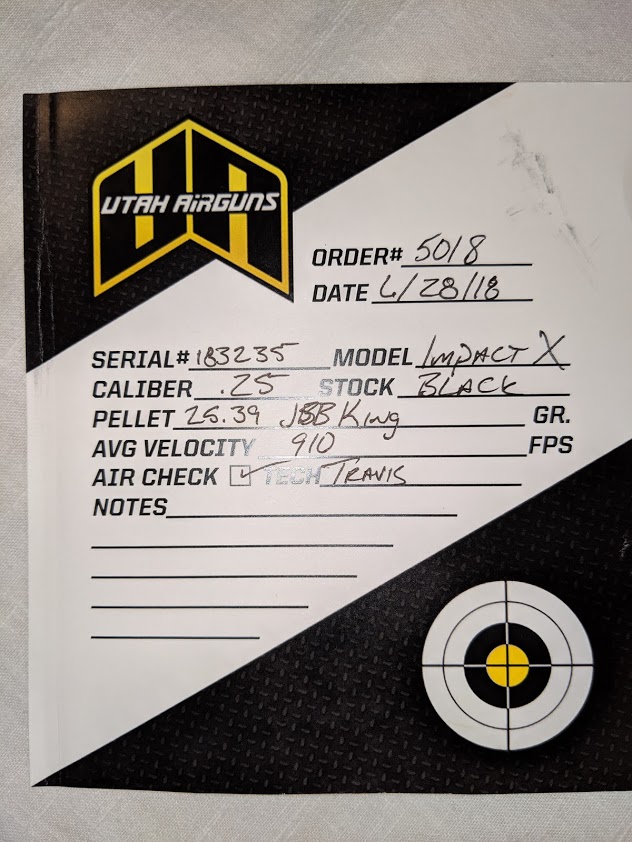 UTAH AIRGUNS
ORDER# 5018
DATE 6/28/18
SERIAL# 183235 MODEL IMPACT X
CALIBER .25 STOCK BLACK
PELLET 25.39 JSB King GR.
AVG VELOCITY 910 FPS
AIR CHECK ✓ TECH TRAVIS
NOTES